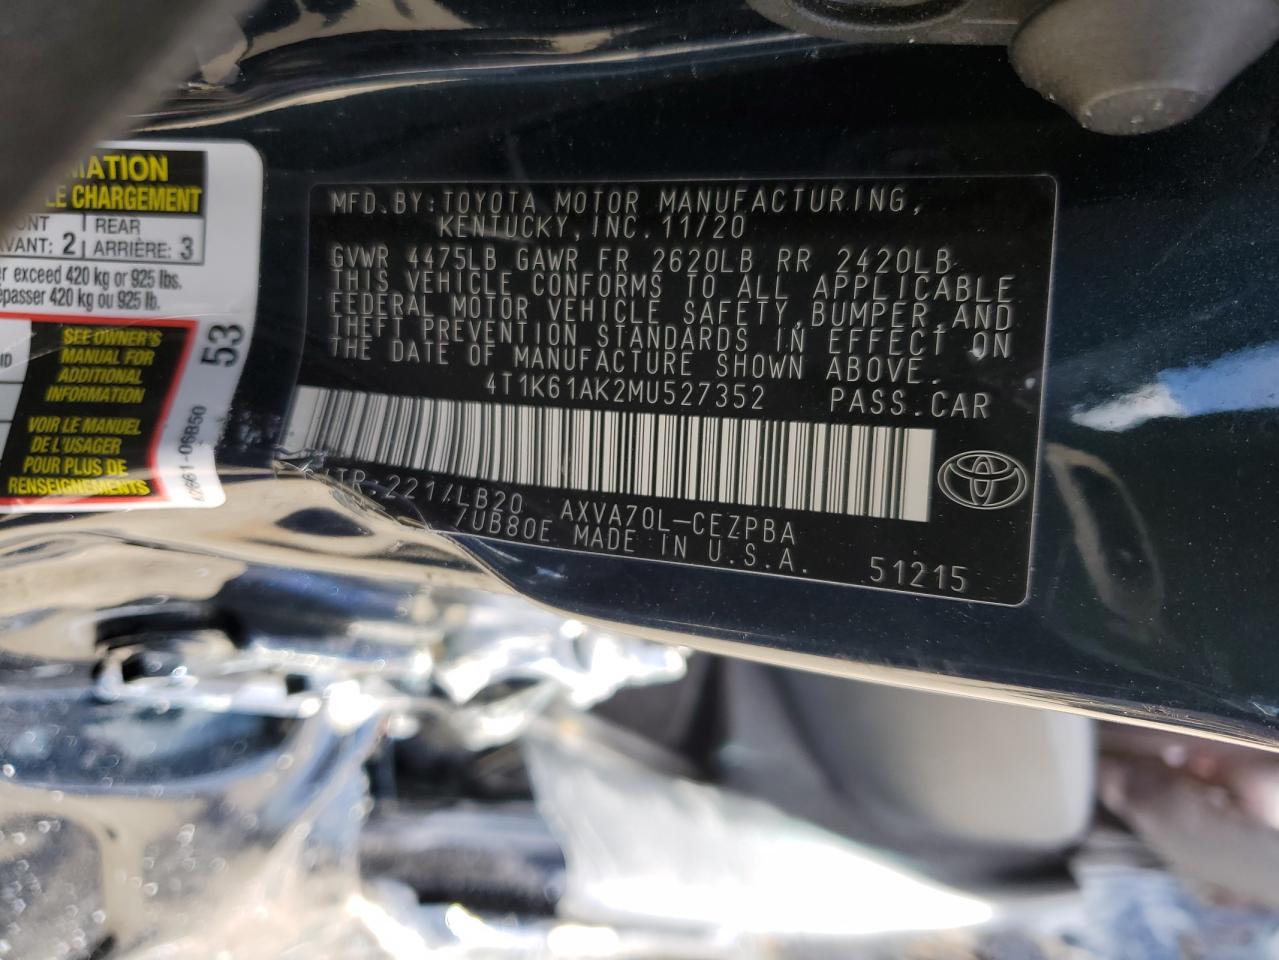 MATION
LE CHARGEMENT
ONT
AVANT: 2
REAR
ARRIÈRE: 3
er exceed 420 kg or 925 lbs.
épasser 420 kg ou 925 lb.
SEE OWNER'S
MANUAL FOR
ADDITIONAL
INFORMATION
VOIR LE MANUEL
DE L'USAGER
POUR PLUS DE
RENSEIGNEMENTS
53
MFD.BY:TOYOTA MOTOR MANUFACTURING,
KENTUCKY,INC.11/20
GVWR 4475LB GAWR FR 2620LB RR 2420LB
THIS VEHICLE CONFORMS TO ALL APPLICABLE
FEDERAL MOTOR VEHICLE SAFETY,BUMPER,AND
THEFT PREVENTION STANDARDS IN EFFECT ON
THE DATE OF MANUFACTURE SHOWN ABOVE.
4T1K61AK2MU527352 PASS.CAR
TR:221/LB20 AXVA70L-CEZPBA
7UB80E MADE IN U.S.A. 51215